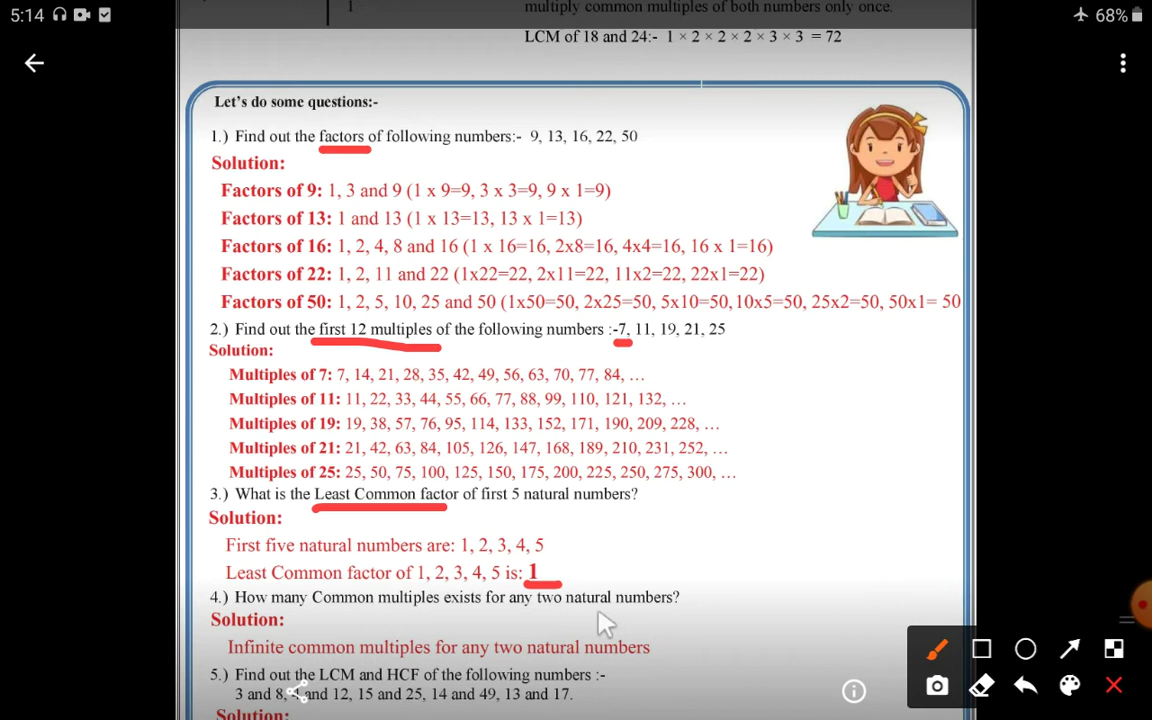 5:14
68%
1
multiply common multiples of both numbers only once.
LCM of 18 and 24:- 1 × 2 × 2 × 2 × 3 × 3 = 72
Let's do some questions:-
1.) Find out the factors of following numbers:- 9, 13, 16, 22, 50
Solution:
Factors of 9: 1, 3 and 9 (1 x 9=9, 3 x 3=9, 9 x 1=9)
Factors of 13: 1 and 13 (1 x 13=13, 13 x 1=13)
Factors of 16: 1, 2, 4, 8 and 16 (1 x 16=16, 2x8=16, 4x4=16, 16 x 1=16)
Factors of 22: 1, 2, 11 and 22 (1x22=22, 2x11=22, 11x2=22, 22x1=22)
Factors of 50: 1, 2, 5, 10, 25 and 50 (1x50=50, 2x25=50, 5x10=50, 10x5=50, 25x2=50, 50x1= 50
2.) Find out the first 12 multiples of the following numbers :-7, 11, 19, 21, 25
Solution:
Multiples of 7: 7, 14, 21, 28, 35, 42, 49, 56, 63, 70, 77, 84, …
Multiples of 11: 11, 22, 33, 44, 55, 66, 77, 88, 99, 110, 121, 132, …
Multiples of 19: 19, 38, 57, 76, 95, 114, 133, 152, 171, 190, 209, 228, …
Multiples of 21: 21, 42, 63, 84, 105, 126, 147, 168, 189, 210, 231, 252, …
Multiples of 25: 25, 50, 75, 100, 125, 150, 175, 200, 225, 250, 275, 300, …
3.) What is the Least Common factor of first 5 natural numbers?
Solution:
First five natural numbers are: 1, 2, 3, 4, 5
Least Common factor of 1, 2, 3, 4, 5 is: 1
4.) How many Common multiples exists for any two natural numbers?
Solution:
Infinite common multiples for any two natural numbers
5.) Find out the LCM and HCF of the following numbers :-
3 and 8, and 12, 15 and 25, 14 and 49, 13 and 17.
Solution: